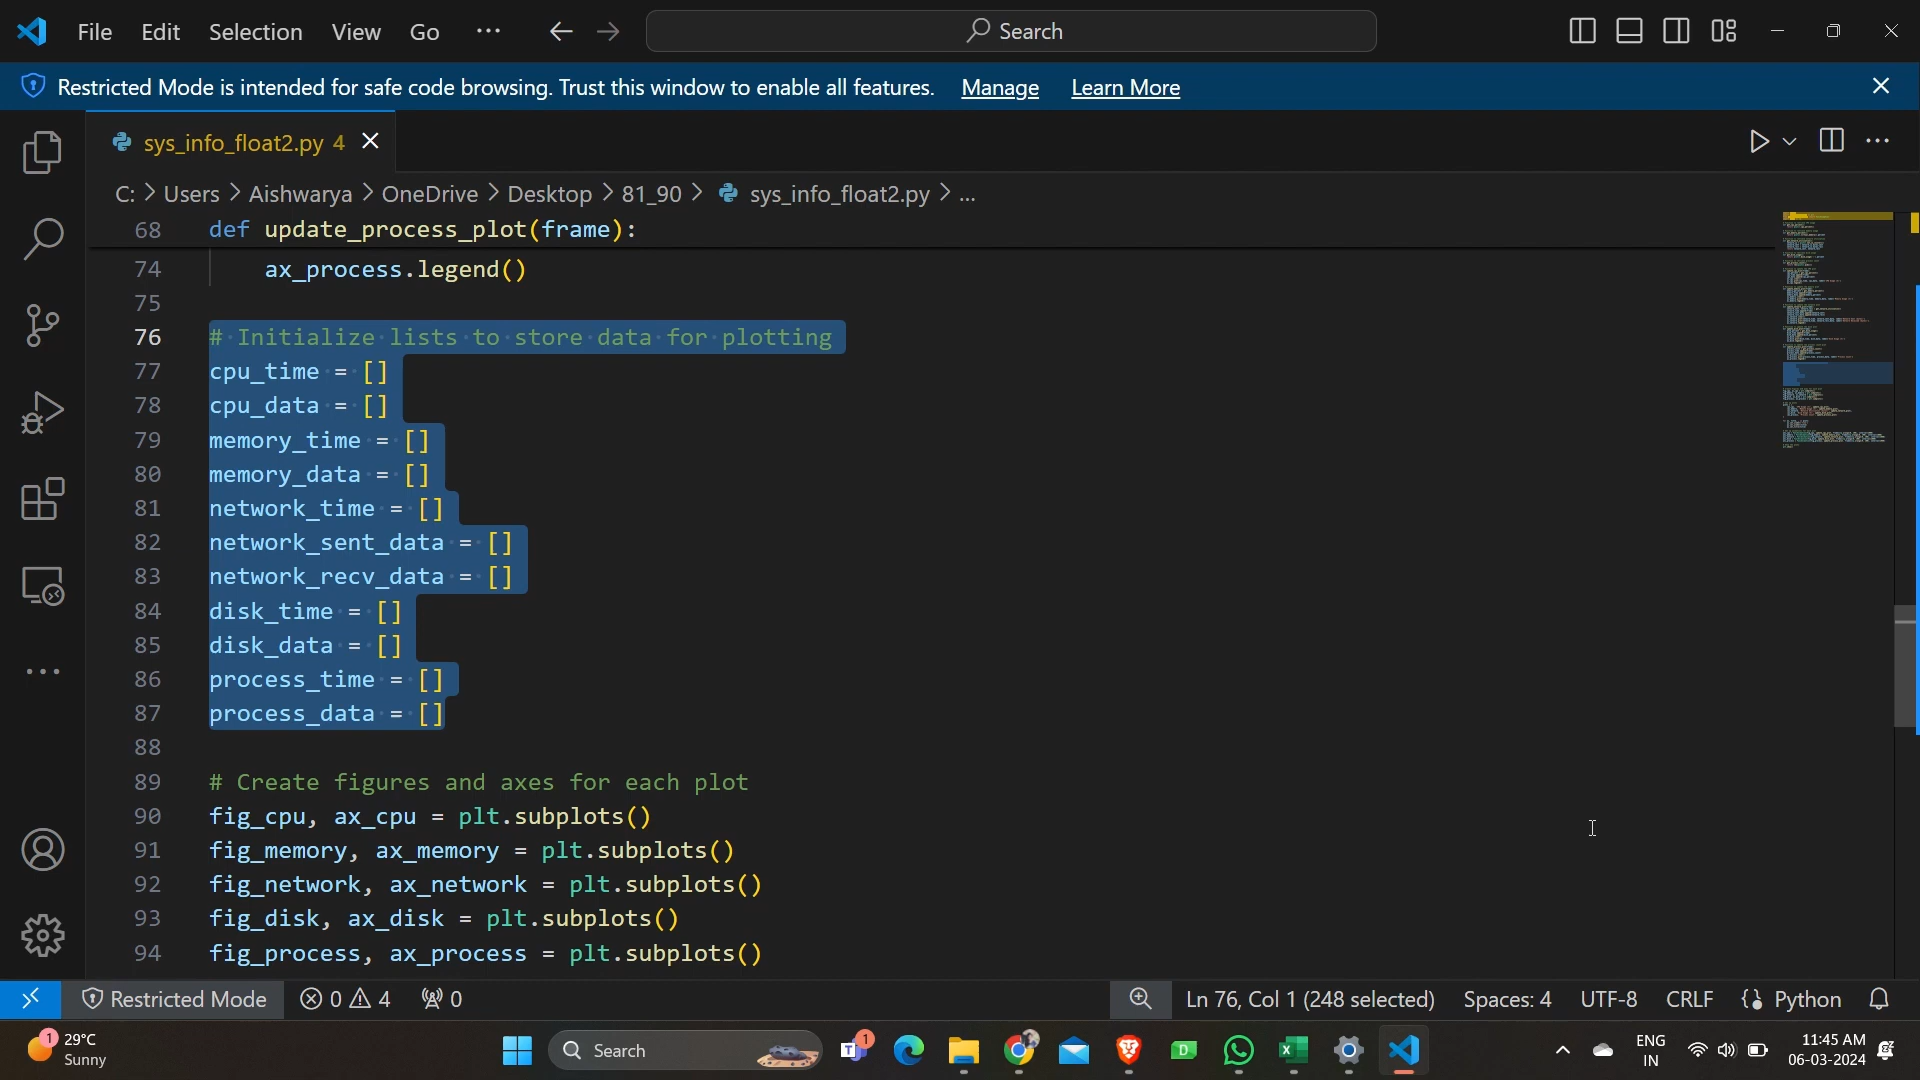 File Edit Selection View Go ··· Search
Restricted Mode is intended for safe code browsing. Trust this window to enable all features. Manage Learn More
sys_info_float2.py 4
C: > Users > Aishwarya > OneDrive > Desktop > 81_90 > sys_info_float2.py > ...
68 def update_process_plot(frame):
74 ax_process.legend()
75
76 # Initialize lists to store data for plotting
77 cpu_time = []
78 cpu_data = []
79 memory_time = []
80 memory_data = []
81 network_time = []
82 network_sent_data = []
83 network_recv_data = []
84 disk_time = []
85 disk_data = []
86 process_time = []
87 process_data = []
88
89 # Create figures and axes for each plot
90 fig_cpu, ax_cpu = plt.subplots()
91 fig_memory, ax_memory = plt.subplots()
92 fig_network, ax_network = plt.subplots()
93 fig_disk, ax_disk = plt.subplots()
94 fig_process, ax_process = plt.subplots()
Restricted Mode 0 4 0 Ln 76, Col 1 (248 selected) Spaces: 4 UTF-8 CRLF Python
1 29°C Search 1 D ENG 11:45 AM
Sunny IN 06-03-2024